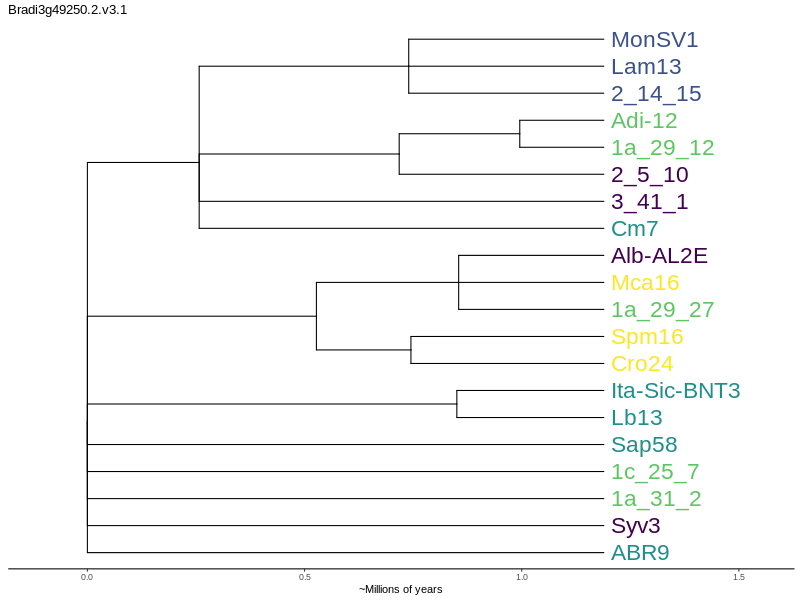 Bradi3g49250.2.v3.1
MonSV1
Lam13
2_14_15
Adi-12
1a_29_12
2_5_10
3_41_1
Cm7
Alb-AL2E
Mca16
1a_29_27
Spm16
Cro24
Ita-Sic-BNT3
Lb13
Sap58
1c_25_7
1a_31_2
Syv3
ABR9
0.0 0.5 1.0 1.5
~Millions of years